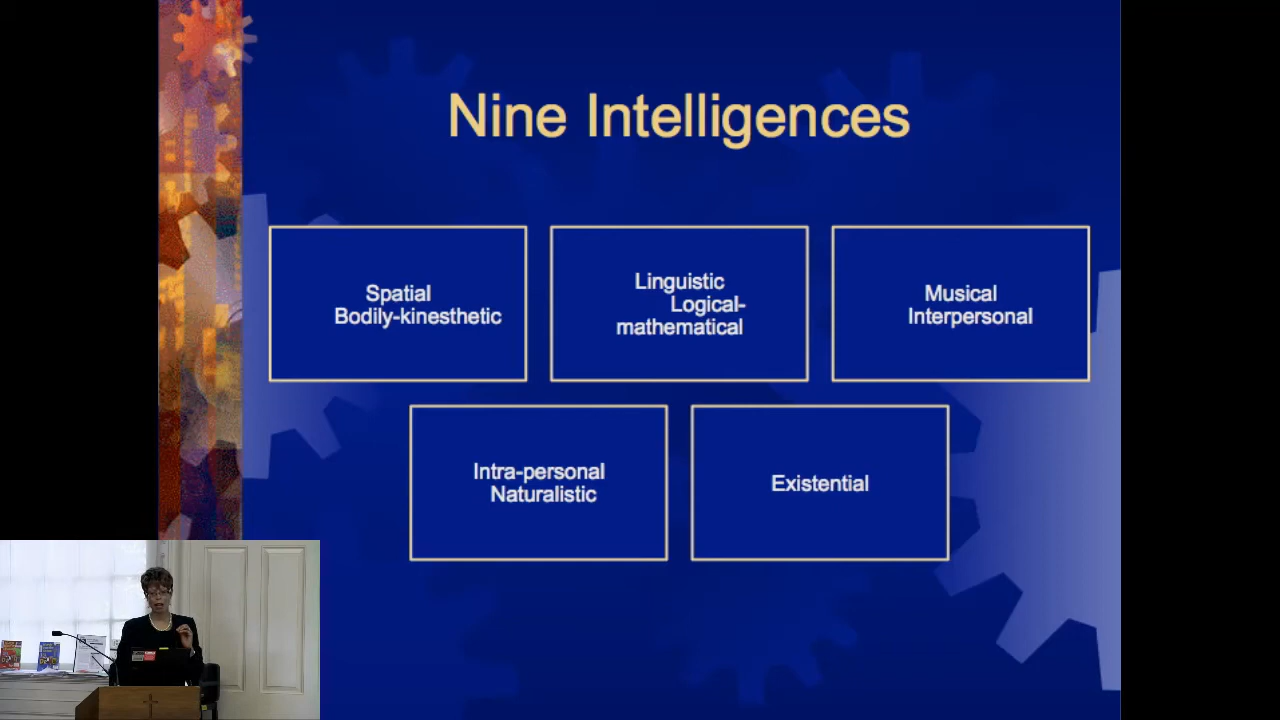 Nine Intelligences
Spatial
Bodily-kinesthetic
Linguistic
Logical-
mathematical
Musical
Interpersonal
Intra-personal
Naturalistic
Existential